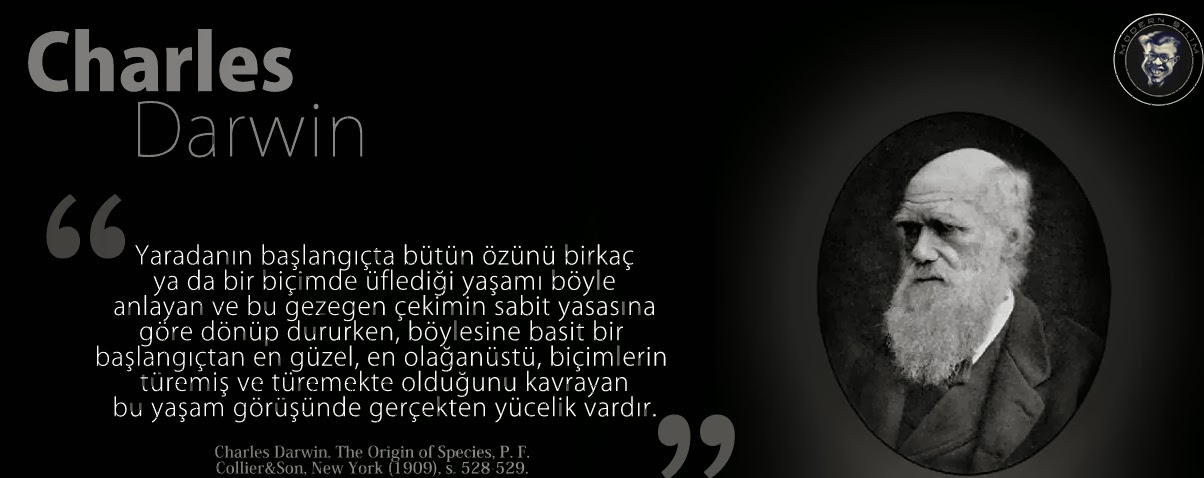 Charles
Darwin
MODERN BILIM
“
Yaradanın başlangıçta bütün özünü birkaç
ya da bir biçimde üflediği yaşamı böyle
anlayan ve bu gezegen çekimin sabit yasasına
göre dönüp dururken, böylesine basit bir
başlangıçtan en güzel, en olağanüstü, biçimlerin
türemiş ve türemekte olduğunu kavrayan
bu yaşam görüşünde gerçekten yücelik vardır.
”
Charles Darwin, The Origin of Species, P. F.
Collier&Son, New York (1909), s. 528-529.